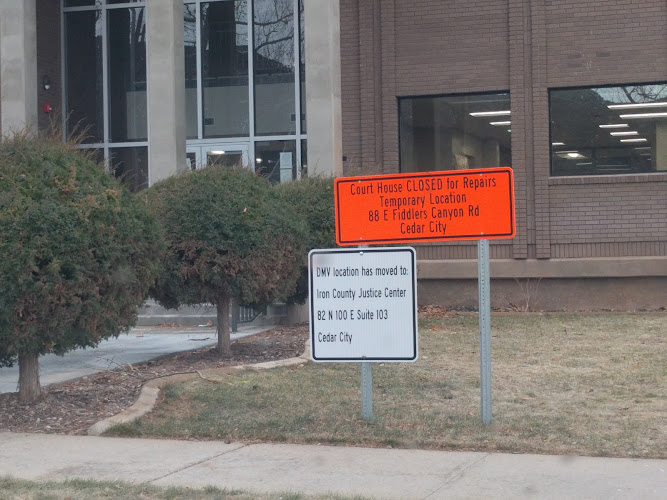 Court House CLOSED for Repairs
Temporary Location
88 E Fiddlers Canyon Rd
Cedar City
DMV location has moved to:
Iron County Justice Center
82 N 100 E Suite 103
Cedar City